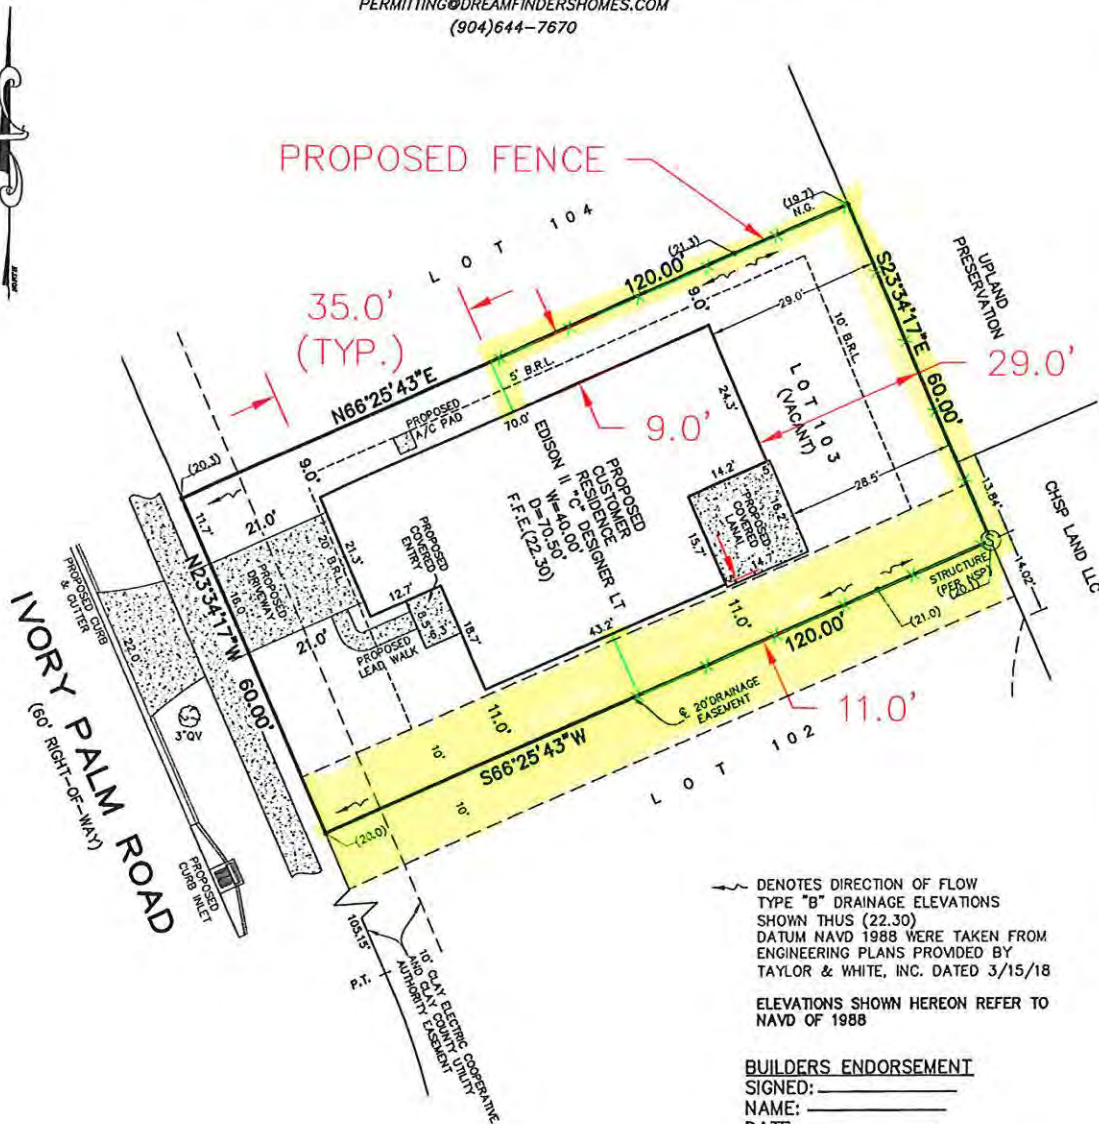 PERMITTING@DREAMFINDERSHOMES.COM
(904)644-7670
NORTH
PROPOSED FENCE
LOT 104
(19.7)
N.G.
(21.3)
120.00'
35.0'
(TYP.)
N66°25'43"E
9.0'
5' B.R.L.
29.0'
10' B.R.L.
S23°34'17"E
60.00'
UPLAND
PRESERVATION
29.0'
LOT 103
(VACANT)
24.3'
70.0'
9.0'
PROPOSED
A/C PAD
9.0'
(20.3)
11.7'
21.0'
20' B.R.L.
21.3'
PROPOSED
DRIVEWAY
16.0'
21.0'
N23°34'17"W
60.00'
PROPOSED
COVERED
ENTRY
12.7'
8.5'
6.3'
18.7'
PROPOSED
LEAD WALK
PROPOSED
CUSTOMER
RESIDENCE
EDISON II "C" DESIGNER LT
W=40.00'
D=70.50'
F.F.E.(22.30)
14.2'
.5'
16.2'
PROPOSED
COVERED
LANAI
15.7'
14.1'
28.5'
13.84'
14.02'
CHSP LAND LLC
STRUCTURE
(PER NSP)
(20.1)
(21.0)
11.0'
120.00'
43.2'
11.0'
11.0'
10'
10'
S66°25'43"W
℄ 20' DRAINAGE
EASEMENT
LOT 102
(20.0)
PROPOSED CURB
& GUTTER
22.0'
3"QV
IVORY PALM ROAD
(60' RIGHT-OF-WAY)
PROPOSED
CURB INLET
105.15'
P.T.
10' CLAY ELECTRIC COOPERATIVE
AND CLAY COUNTY UTILITY
AUTHORITY EASEMENT
DENOTES DIRECTION OF FLOW
TYPE "B" DRAINAGE ELEVATIONS
SHOWN THUS (22.30)
DATUM NAVD 1988 WERE TAKEN FROM
ENGINEERING PLANS PROVIDED BY
TAYLOR & WHITE, INC. DATED 3/15/18
ELEVATIONS SHOWN HEREON REFER TO
NAVD OF 1988
BUILDERS ENDORSEMENT
SIGNED:
NAME: